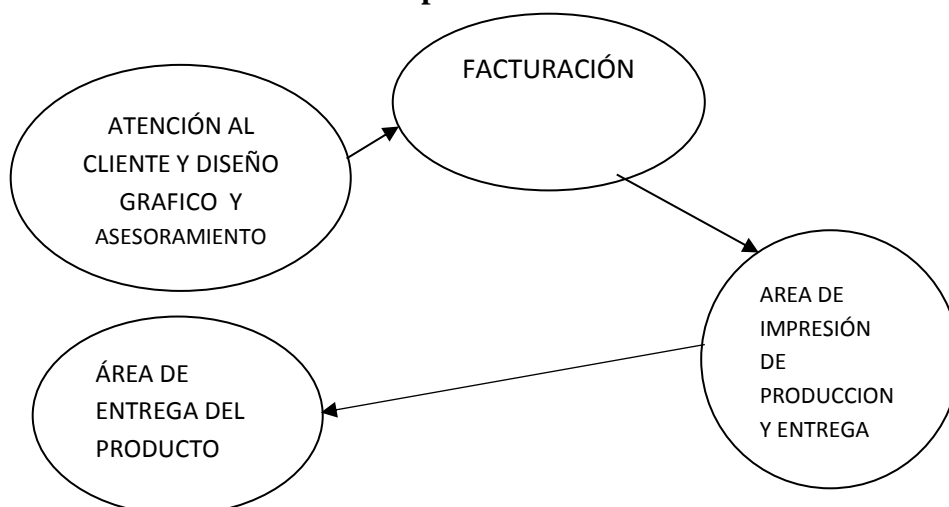 ATENCIÓN AL
CLIENTE Y DISEÑO
GRAFICO Y
ASESORAMIENTO
FACTURACIÓN
AREA DE
IMPRESIÓN
DE
PRODUCCION
Y ENTREGA
ÁREA DE
ENTREGA DEL
PRODUCTO